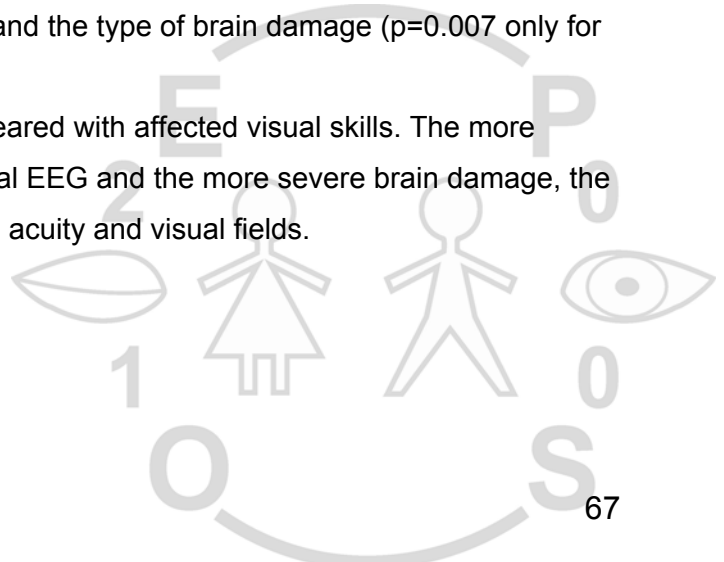 and the type of brain damage (p=0.007 only for
E P
eared with affected visual skills. The more
al EEG and the more severe brain damage, the
2 0
acuity and visual fields.
1 0
O S
67